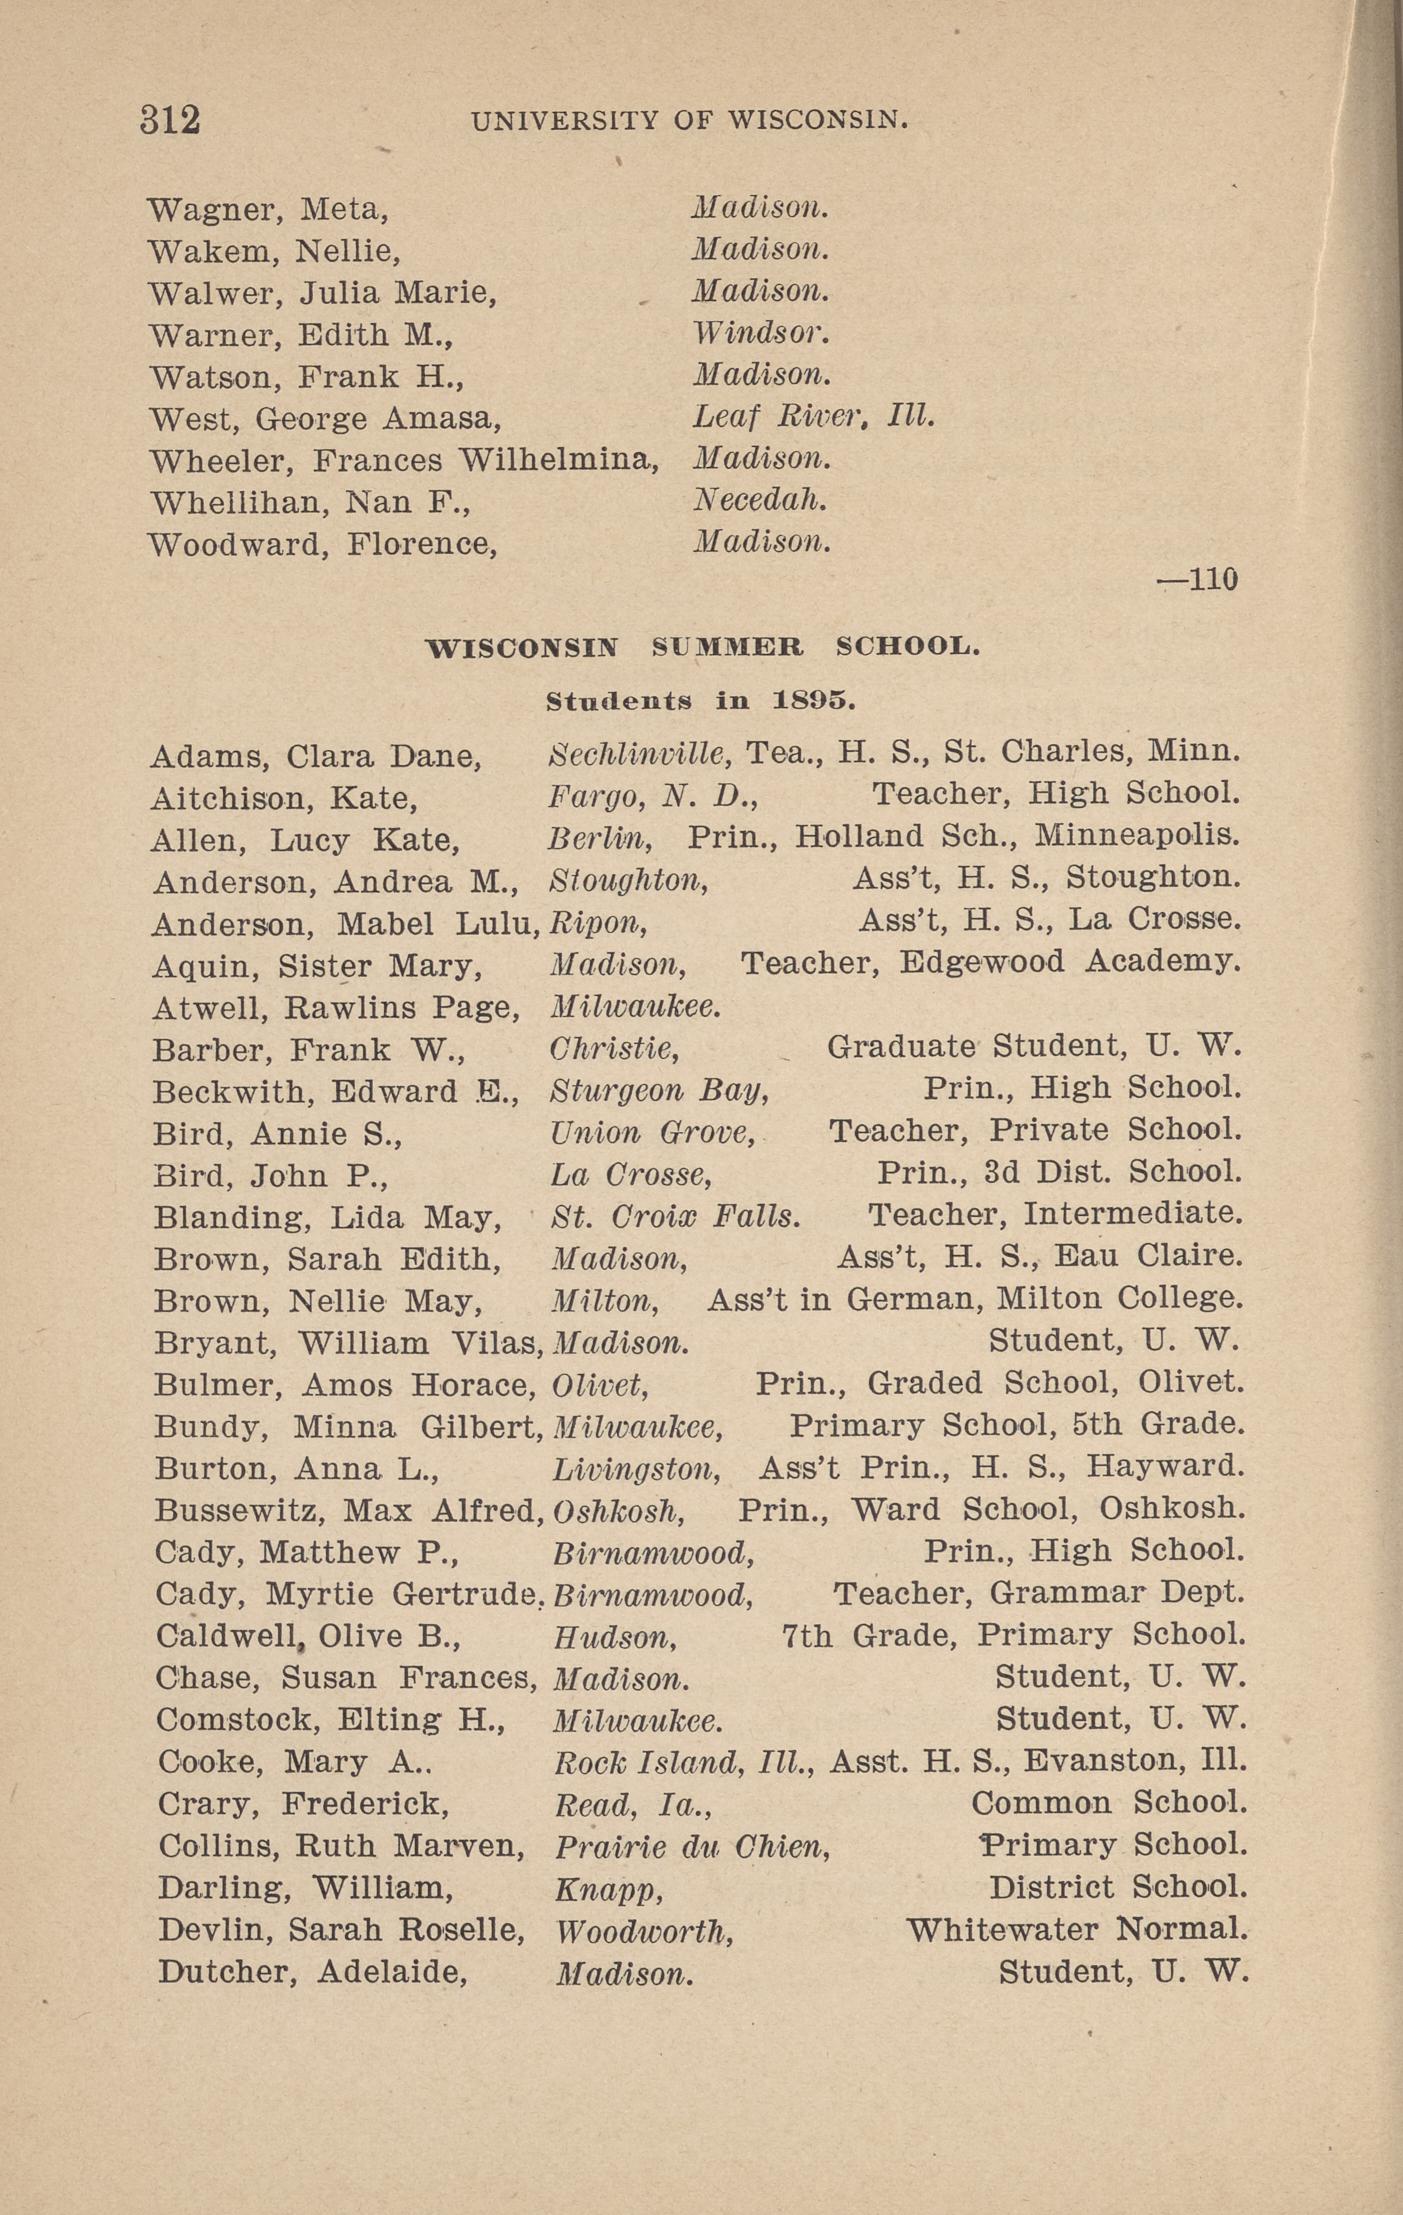 312 UNIVERSITY OF WISCONSIN.
Wagner, Meta, Madison.
Wakem, Nellie, Madison.
Walwer, Julia Marie, Madison.
Warner, Edith M., Windsor.
Watson, Frank H., Madison.
West, George Amasa, Leaf River, Ill.
Wheeler, Frances Wilhelmina, Madison.
Whellihan, Nan F., Necedah.
Woodward, Florence, Madison.
—110
WISCONSIN SUMMER SCHOOL.
Students in 1895.
Adams, Clara Dane, Sechlinville, Tea., H. S., St. Charles, Minn.
Aitchison, Kate, Fargo, N. D., Teacher, High School.
Allen, Lucy Kate, Berlin, Prin., Holland Sch., Minneapolis.
Anderson, Andrea M., Stoughton, Ass't, H. S., Stoughton.
Anderson, Mabel Lulu, Ripon, Ass't, H. S., La Crosse.
Aquin, Sister Mary, Madison, Teacher, Edgewood Academy.
Atwell, Rawlins Page, Milwaukee.
Barber, Frank W., Christie, Graduate Student, U. W.
Beckwith, Edward E., Sturgeon Bay, Prin., High School.
Bird, Annie S., Union Grove, Teacher, Private School.
Bird, John P., La Crosse, Prin., 3d Dist. School.
Blanding, Lida May, St. Croix Falls. Teacher, Intermediate.
Brown, Sarah Edith, Madison, Ass't, H. S., Eau Claire.
Brown, Nellie May, Milton, Ass't in German, Milton College.
Bryant, William Vilas, Madison. Student, U. W.
Bulmer, Amos Horace, Olivet, Prin., Graded School, Olivet.
Bundy, Minna Gilbert, Milwaukee, Primary School, 5th Grade.
Burton, Anna L., Livingston, Ass't Prin., H. S., Hayward.
Bussewitz, Max Alfred, Oshkosh, Prin., Ward School, Oshkosh.
Cady, Matthew P., Birnamwood, Prin., High School.
Cady, Myrtie Gertrude, Birnamwood, Teacher, Grammar Dept.
Caldwell, Olive B., Hudson, 7th Grade, Primary School.
Chase, Susan Frances, Madison. Student, U. W.
Comstock, Elting H., Milwaukee. Student, U. W.
Cooke, Mary A.. Rock Island, Ill., Asst. H. S., Evanston, Ill.
Crary, Frederick, Read, Ia., Common School.
Collins, Ruth Marven, Prairie du Chien, Primary School.
Darling, William, Knapp, District School.
Devlin, Sarah Roselle, Woodworth, Whitewater Normal.
Dutcher, Adelaide, Madison. Student, U. W.